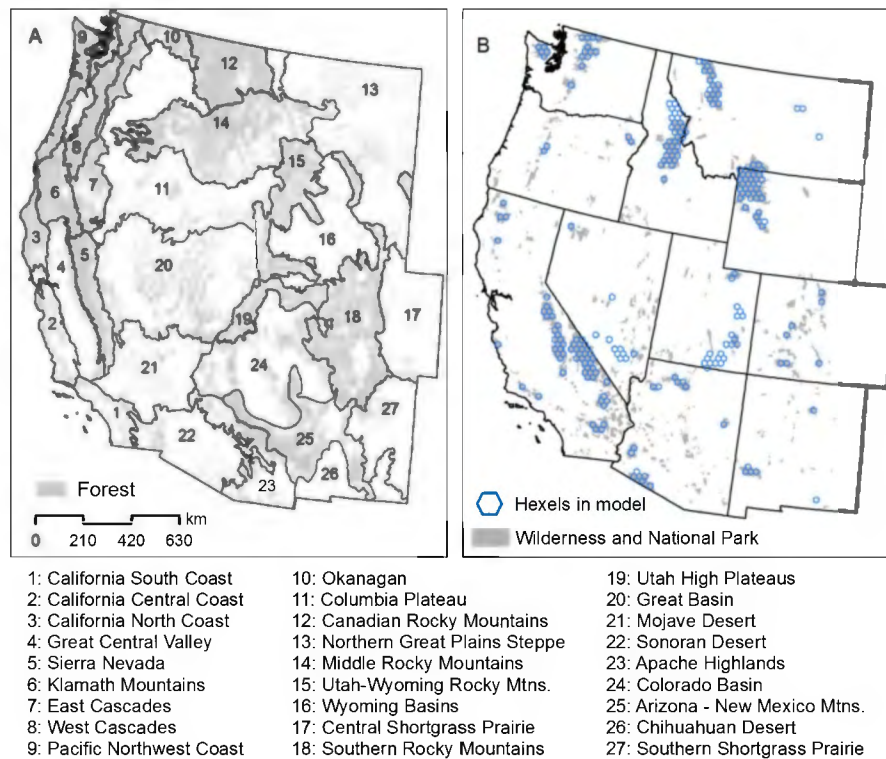 A
9
10
12
13
14
8
15
7
11
6
16
3
4
5
20
18
17
2
19
24
21
27
1
22
25
23
26
Forest
km
0 210 420 630
B
Hexels in model
Wilderness and National Park
1: California South Coast
2: California Central Coast
3: California North Coast
4: Great Central Valley
5: Sierra Nevada
6: Klamath Mountains
7: East Cascades
8: West Cascades
9: Pacific Northwest Coast
10: Okanagan
11: Columbia Plateau
12: Canadian Rocky Mountains
13: Northern Great Plains Steppe
14: Middle Rocky Mountains
15: Utah-Wyoming Rocky Mtns.
16: Wyoming Basins
17: Central Shortgrass Prairie
18: Southern Rocky Mountains
19: Utah High Plateaus
20: Great Basin
21: Mojave Desert
22: Sonoran Desert
23: Apache Highlands
24: Colorado Basin
25: Arizona - New Mexico Mtns.
26: Chihuahuan Desert
27: Southern Shortgrass Prairie